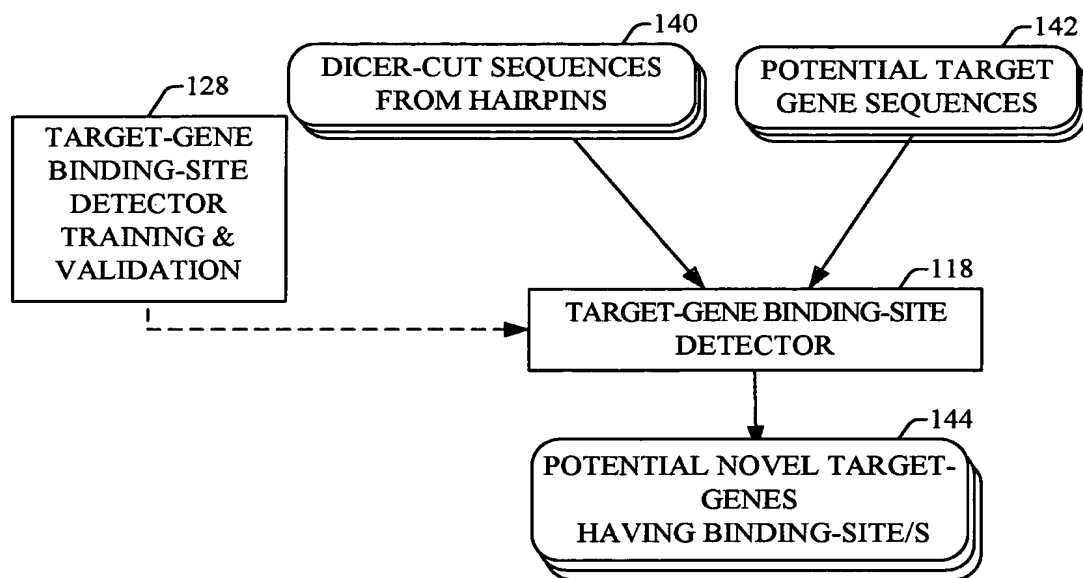 140
DICER-CUT SEQUENCES
FROM HAIRPINS
142
POTENTIAL TARGET
GENE SEQUENCES
128
TARGET-GENE
BINDING-SITE
DETECTOR
TRAINING &
VALIDATION
118
TARGET-GENE BINDING-SITE
DETECTOR
144
POTENTIAL NOVEL TARGET-
GENES
HAVING BINDING-SITE/S